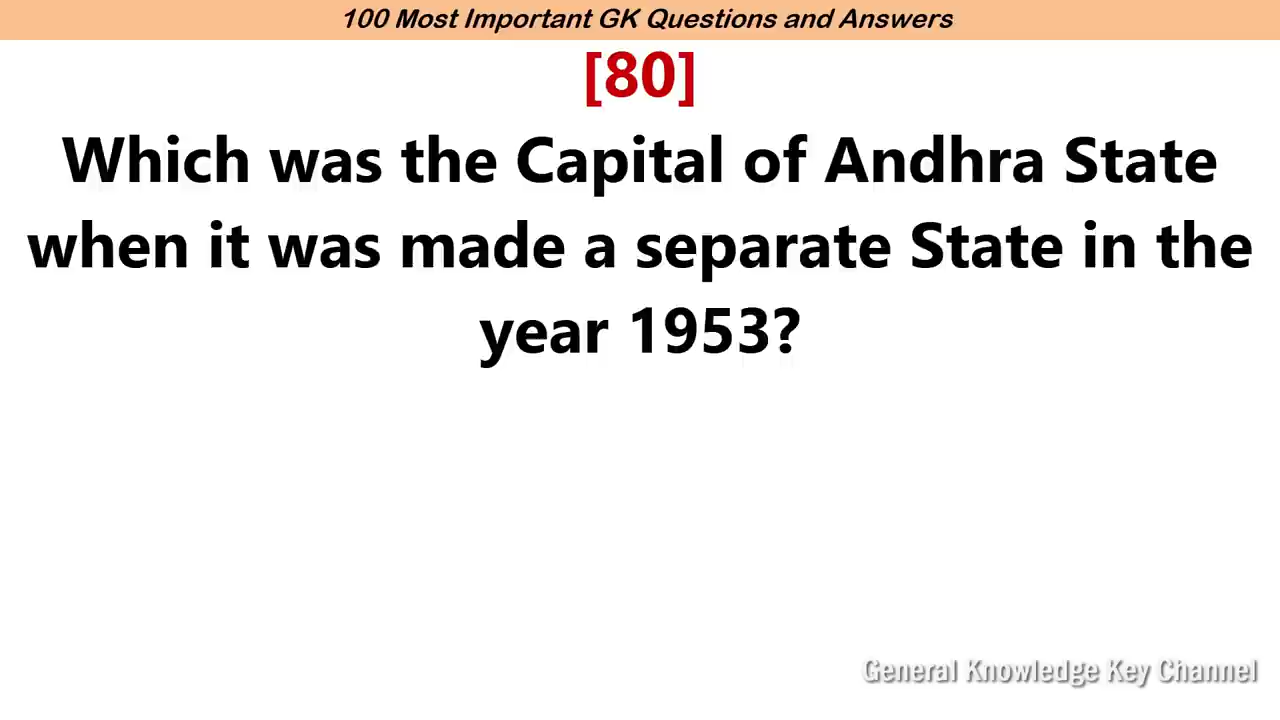 100 Most Important GK Questions and Answers
[80]
Which was the Capital of Andhra State
when it was made a separate State in the
year 1953?
General Knowledge Key Channel